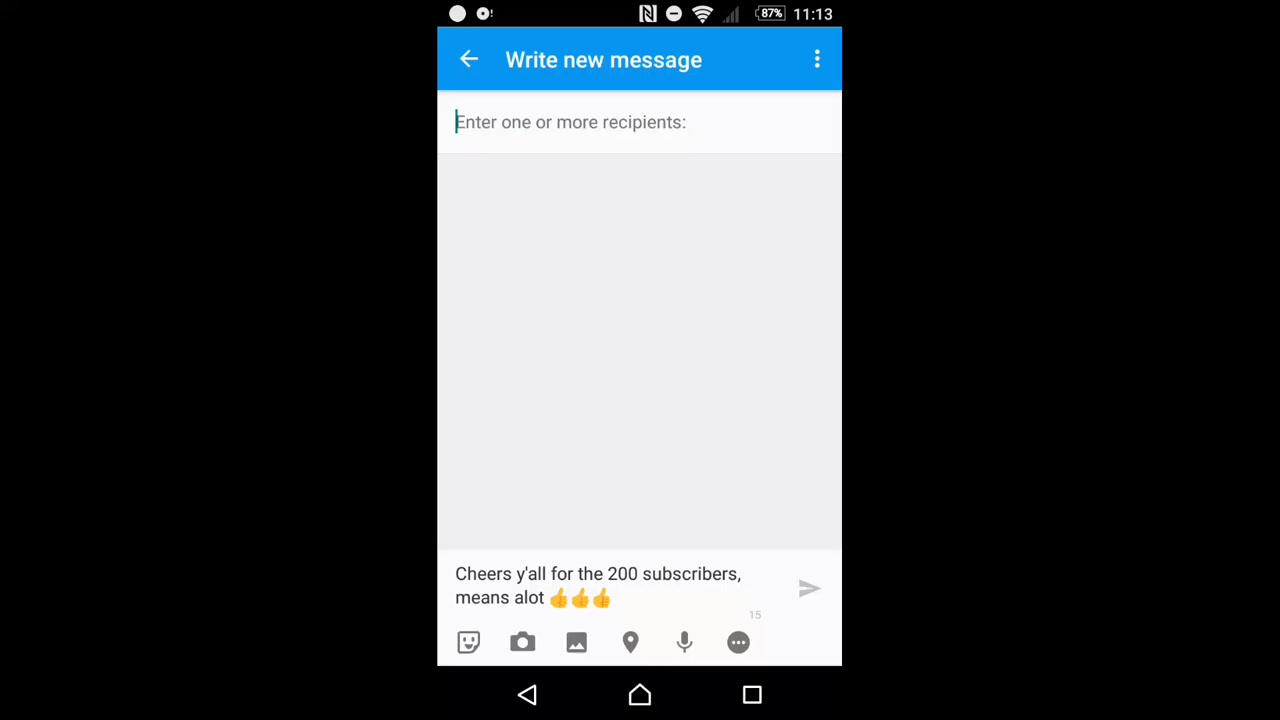 87% 11:13
Write new message
Enter one or more recipients:
Cheers y'all for the 200 subscribers,
means alot 👍👍👍
15